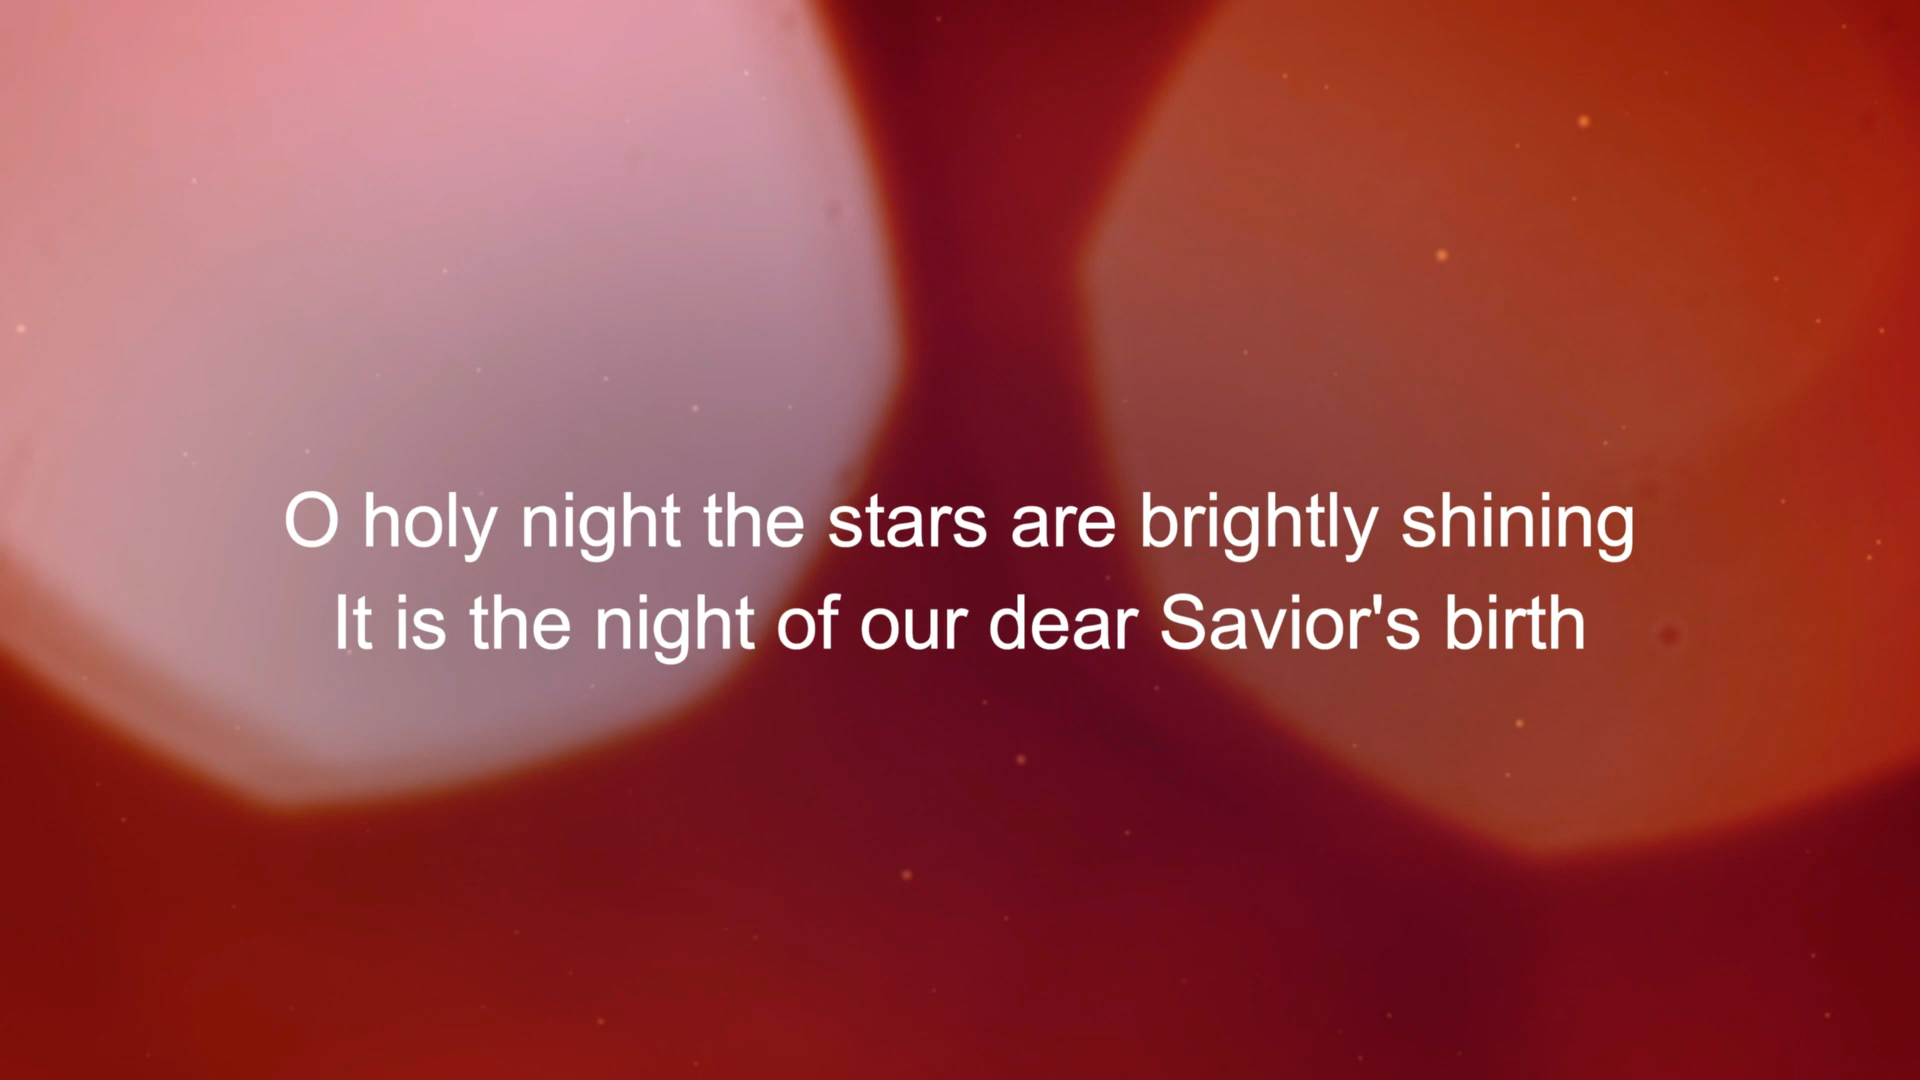 O holy night the stars are brightly shining
It is the night of our dear Savior's birth